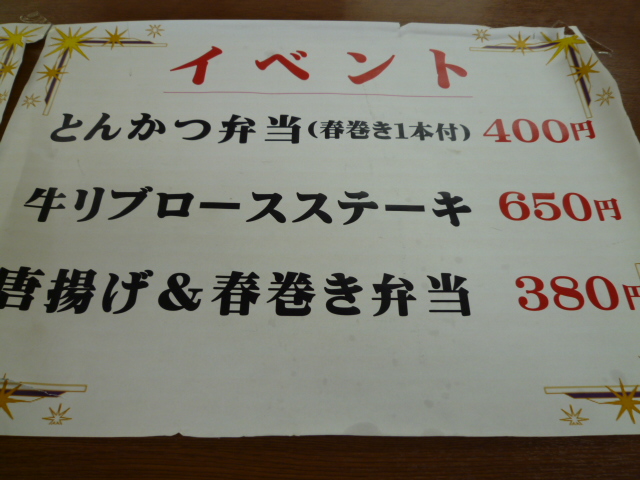 イベント
とんかつ弁当(春巻き1本付) 400円
牛リブロースステーキ 650円
唐揚げ&春巻き弁当 380円